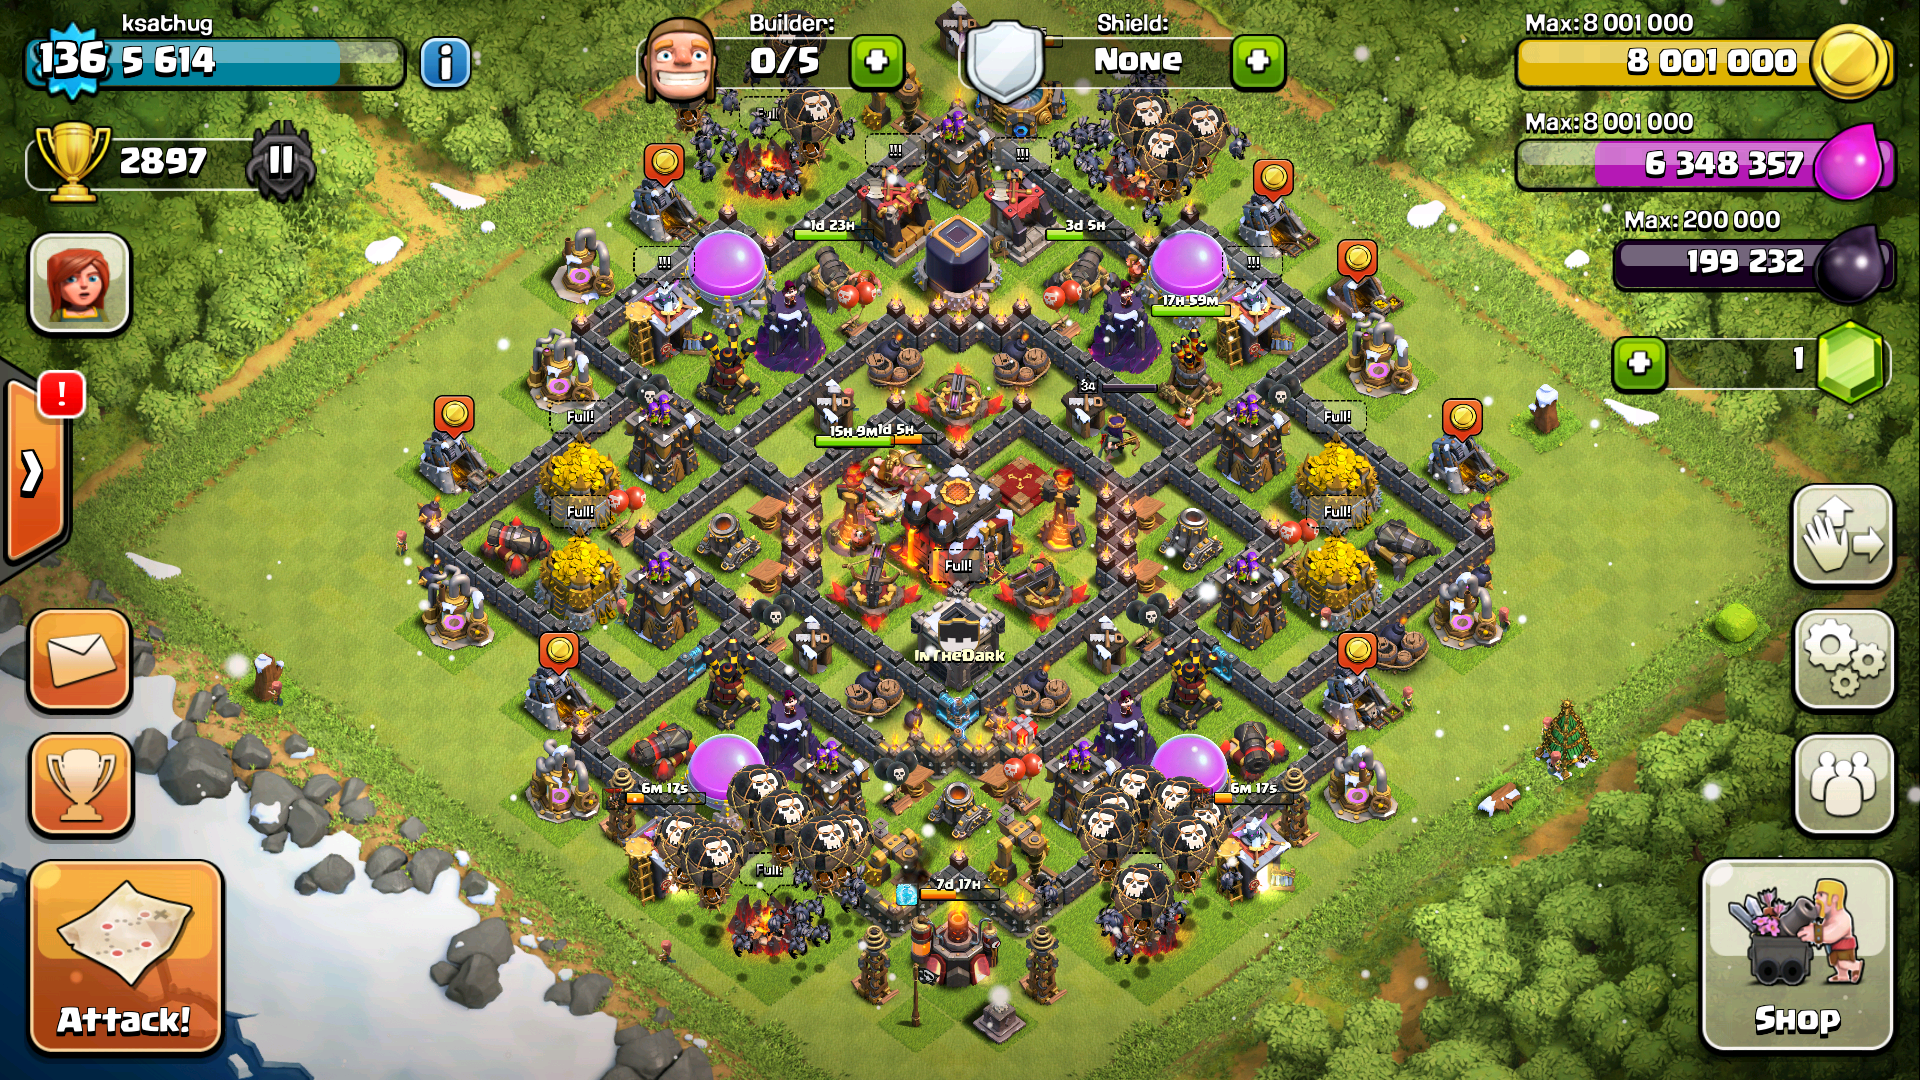 ksathug
136 5 614
Builder:
0/5
Shield:
None
Max: 8 001 000
8 001 000
2897
Max: 8 001 000
6 348 357
Max: 200 000
199 232
1
Full!
!!!
!!!
1d 23h
3d 5h
!!!
!!!
17h 59m
34
Full!
Full!
15h 9m
1d 5h
Full!
Full!
Full!
InTheDark
6m 17s
6m 17s
Full!
7d 17h
!
Attack!
Shop